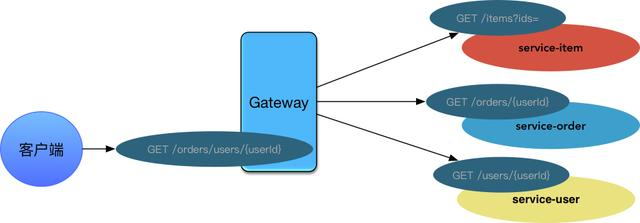 客户端
GET /orders/users/{userId}
Gateway
GET /items?ids=
service-item
GET /orders/{userId}
service-order
GET /users/{userId}
service-user